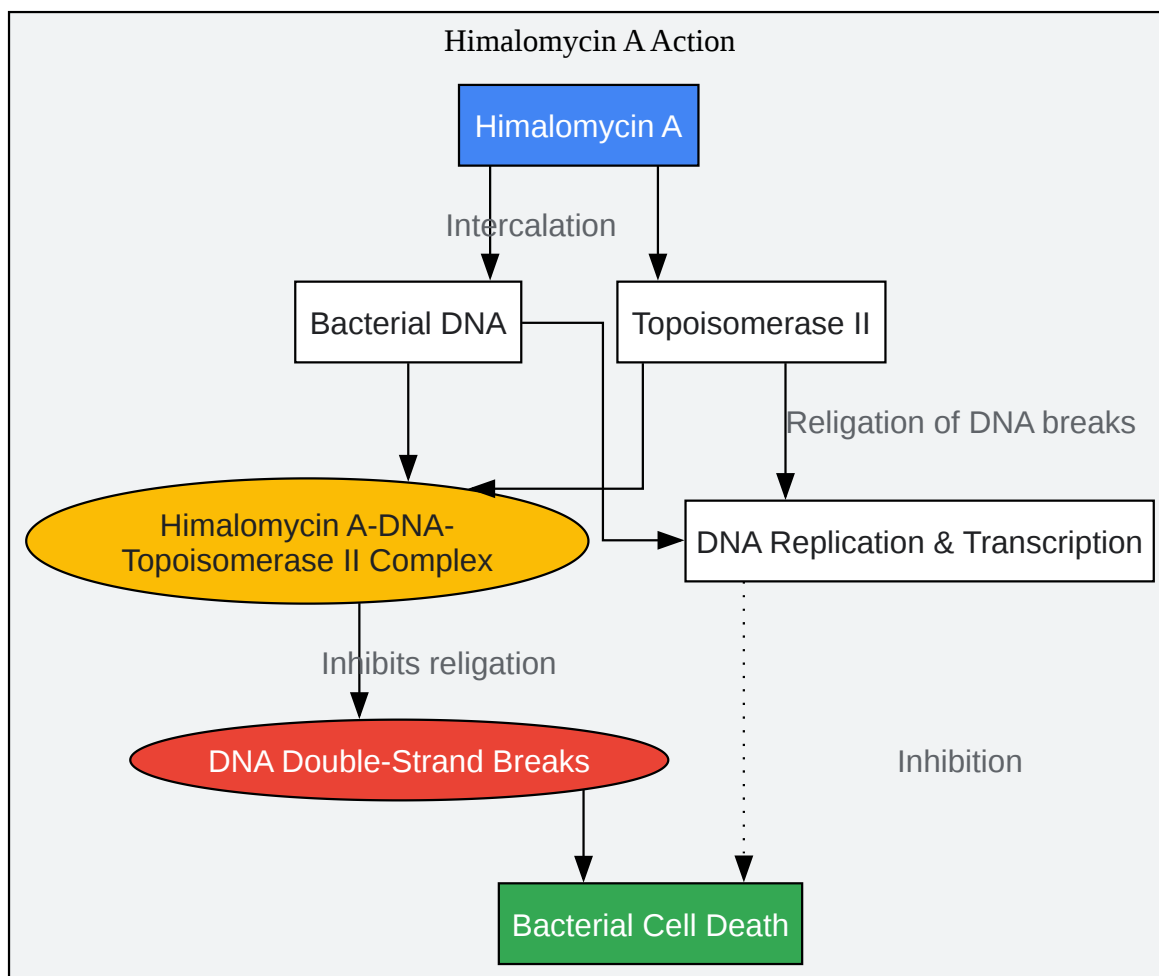 Himalomycin A Action
Himalomycin A
Intercalation
Bacterial DNA
Topoisomerase II
Religation of DNA breaks
Himalomycin A-DNA-
Topoisomerase II Complex
DNA Replication & Transcription
Inhibits religation
DNA Double-Strand Breaks
Inhibition
Bacterial Cell Death